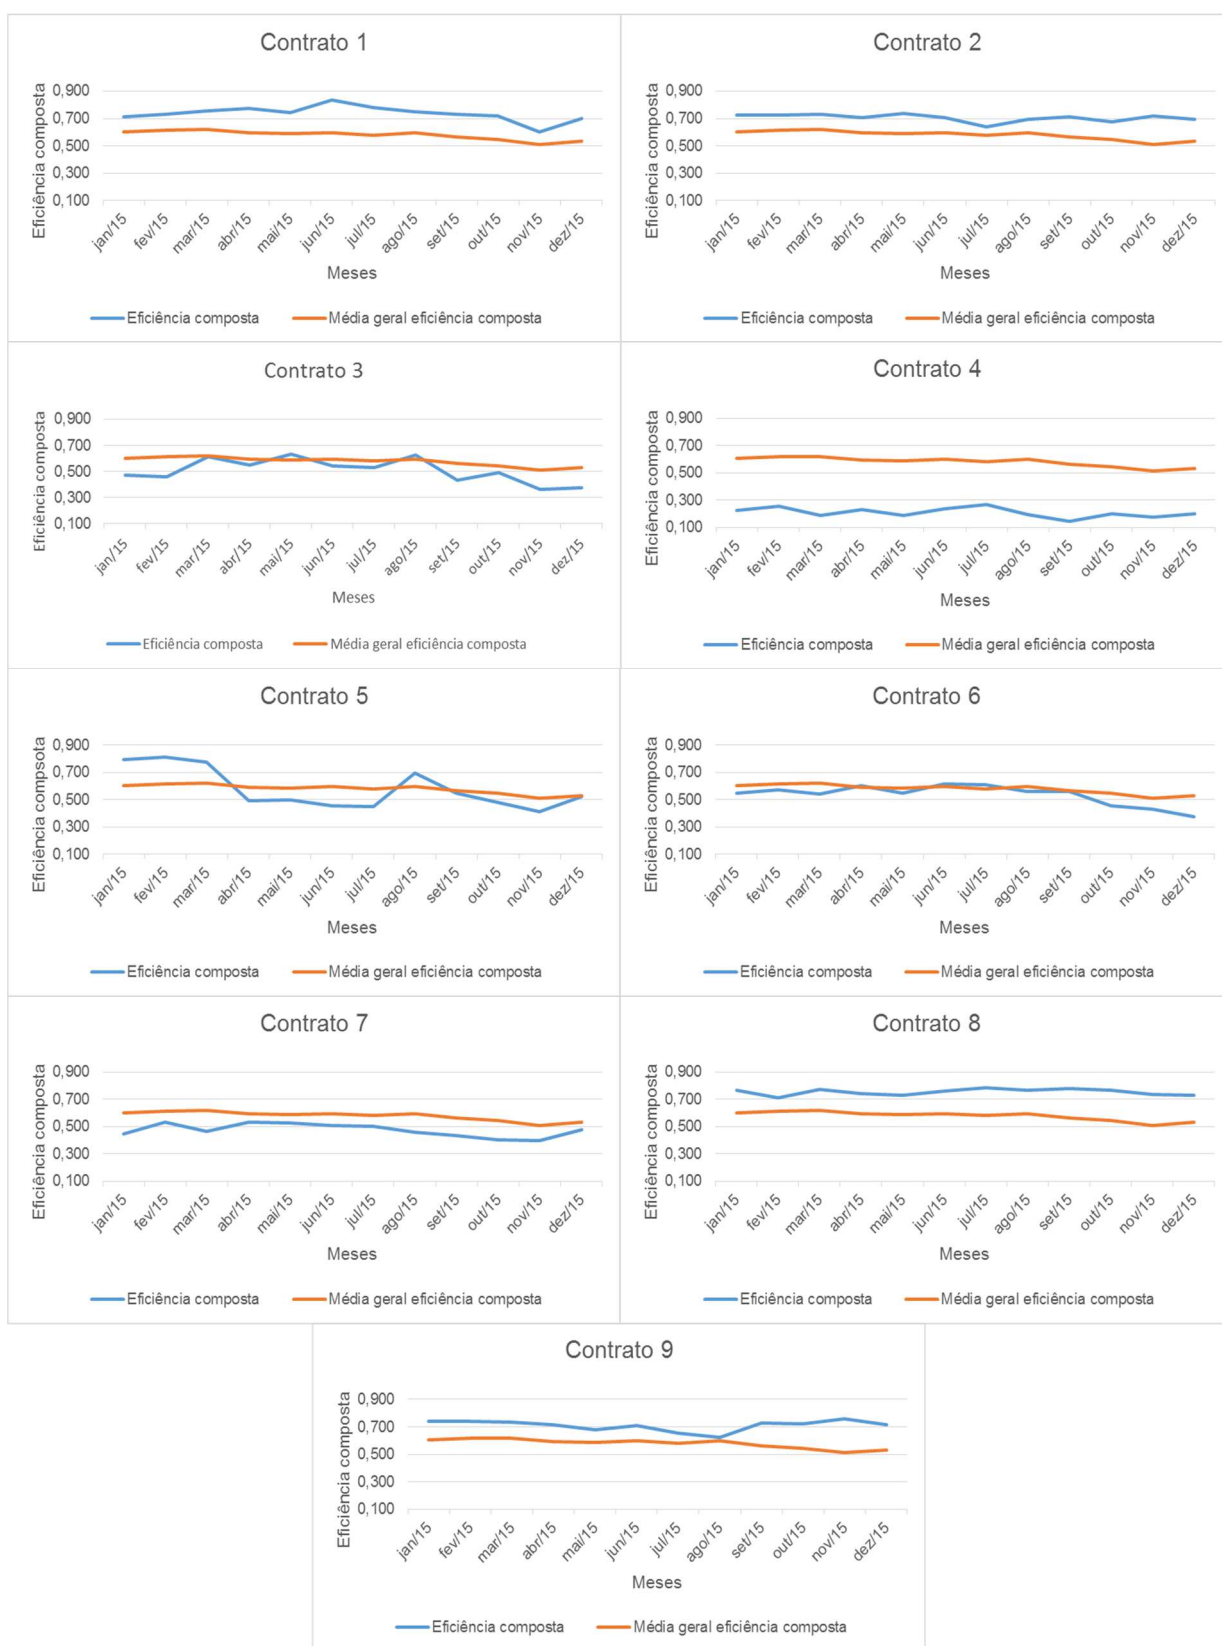 Contrato 1
Eficiência composta
0,900
0,700
0,500
0,300
0,100
jan/15 fev/15 mar/15 abr/15 mai/15 jun/15 jul/15 ago/15 set/15 out/15 nov/15 dez/15
Meses
Eficiência composta Média geral eficiência composta
Contrato 2
Eficiência composta
0,900
0,700
0,500
0,300
0,100
jan/15 fev/15 mar/15 abr/15 mai/15 jun/15 jul/15 ago/15 set/15 out/15 nov/15 dez/15
Meses
Eficiência composta Média geral eficiência composta
Contrato 3
Eficiência composta
0,900
0,700
0,500
0,300
0,100
jan/15 fev/15 mar/15 abr/15 mai/15 jun/15 jul/15 ago/15 set/15 out/15 nov/15 dez/15
Meses
Eficiência composta Média geral eficiência composta
Contrato 4
Eficiência composta
0,900
0,700
0,500
0,300
0,100
jan/15 fev/15 mar/15 abr/15 mai/15 jun/15 jul/15 ago/15 set/15 out/15 nov/15 dez/15
Meses
Eficiência composta Média geral eficiência composta
Contrato 5
Eficiência compsota
0,900
0,700
0,500
0,300
0,100
jan/15 fev/15 mar/15 abr/15 mai/15 jun/15 jul/15 ago/15 set/15 out/15 nov/15 dez/15
Meses
Eficiência composta Média geral eficiência composta
Contrato 6
Eficiência composta
0,900
0,700
0,500
0,300
0,100
jan/15 fev/15 mar/15 abr/15 mai/15 jun/15 jul/15 ago/15 set/15 out/15 nov/15 dez/15
Meses
Eficiência composta Média geral eficiência composta
Contrato 7
Eficiência composta
0,900
0,700
0,500
0,300
0,100
jan/15 fev/15 mar/15 abr/15 mai/15 jun/15 jul/15 ago/15 set/15 out/15 nov/15 dez/15
Meses
Eficiência composta Média geral eficiência composta
Contrato 8
Eficiência composta
0,900
0,700
0,500
0,300
0,100
jan/15 fev/15 mar/15 abr/15 mai/15 jun/15 jul/15 ago/15 set/15 out/15 nov/15 dez/15
Meses
Eficiência composta Média geral eficiência composta
Contrato 9
Eficiência composta
0,900
0,700
0,500
0,300
0,100
jan/15 fev/15 mar/15 abr/15 mai/15 jun/15 jul/15 ago/15 set/15 out/15 nov/15 dez/15
Meses
Eficiência composta Média geral eficiência composta